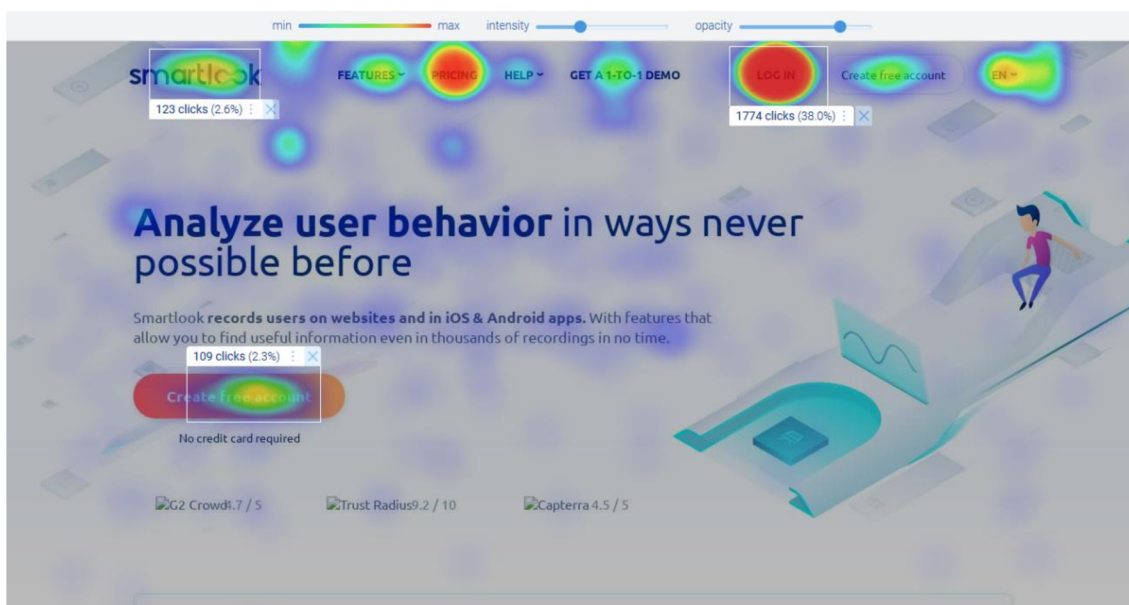 min max intensity opacity
smartlook FEATURES PRICING HELP GET A 1-TO-1 DEMO LOG IN Create free account EN
123 clicks (2.6%)
1774 clicks (38.0%)
Analyze user behavior in ways never
possible before
Smartlook records users on websites and in iOS & Android apps. With features that
allow you to find useful information even in thousands of recordings in no time.
109 clicks (2.3%)
Create free account
No credit card required
G2 Crowd4.7 / 5 Trust Radius9.2 / 10 Capterra 4.5 / 5